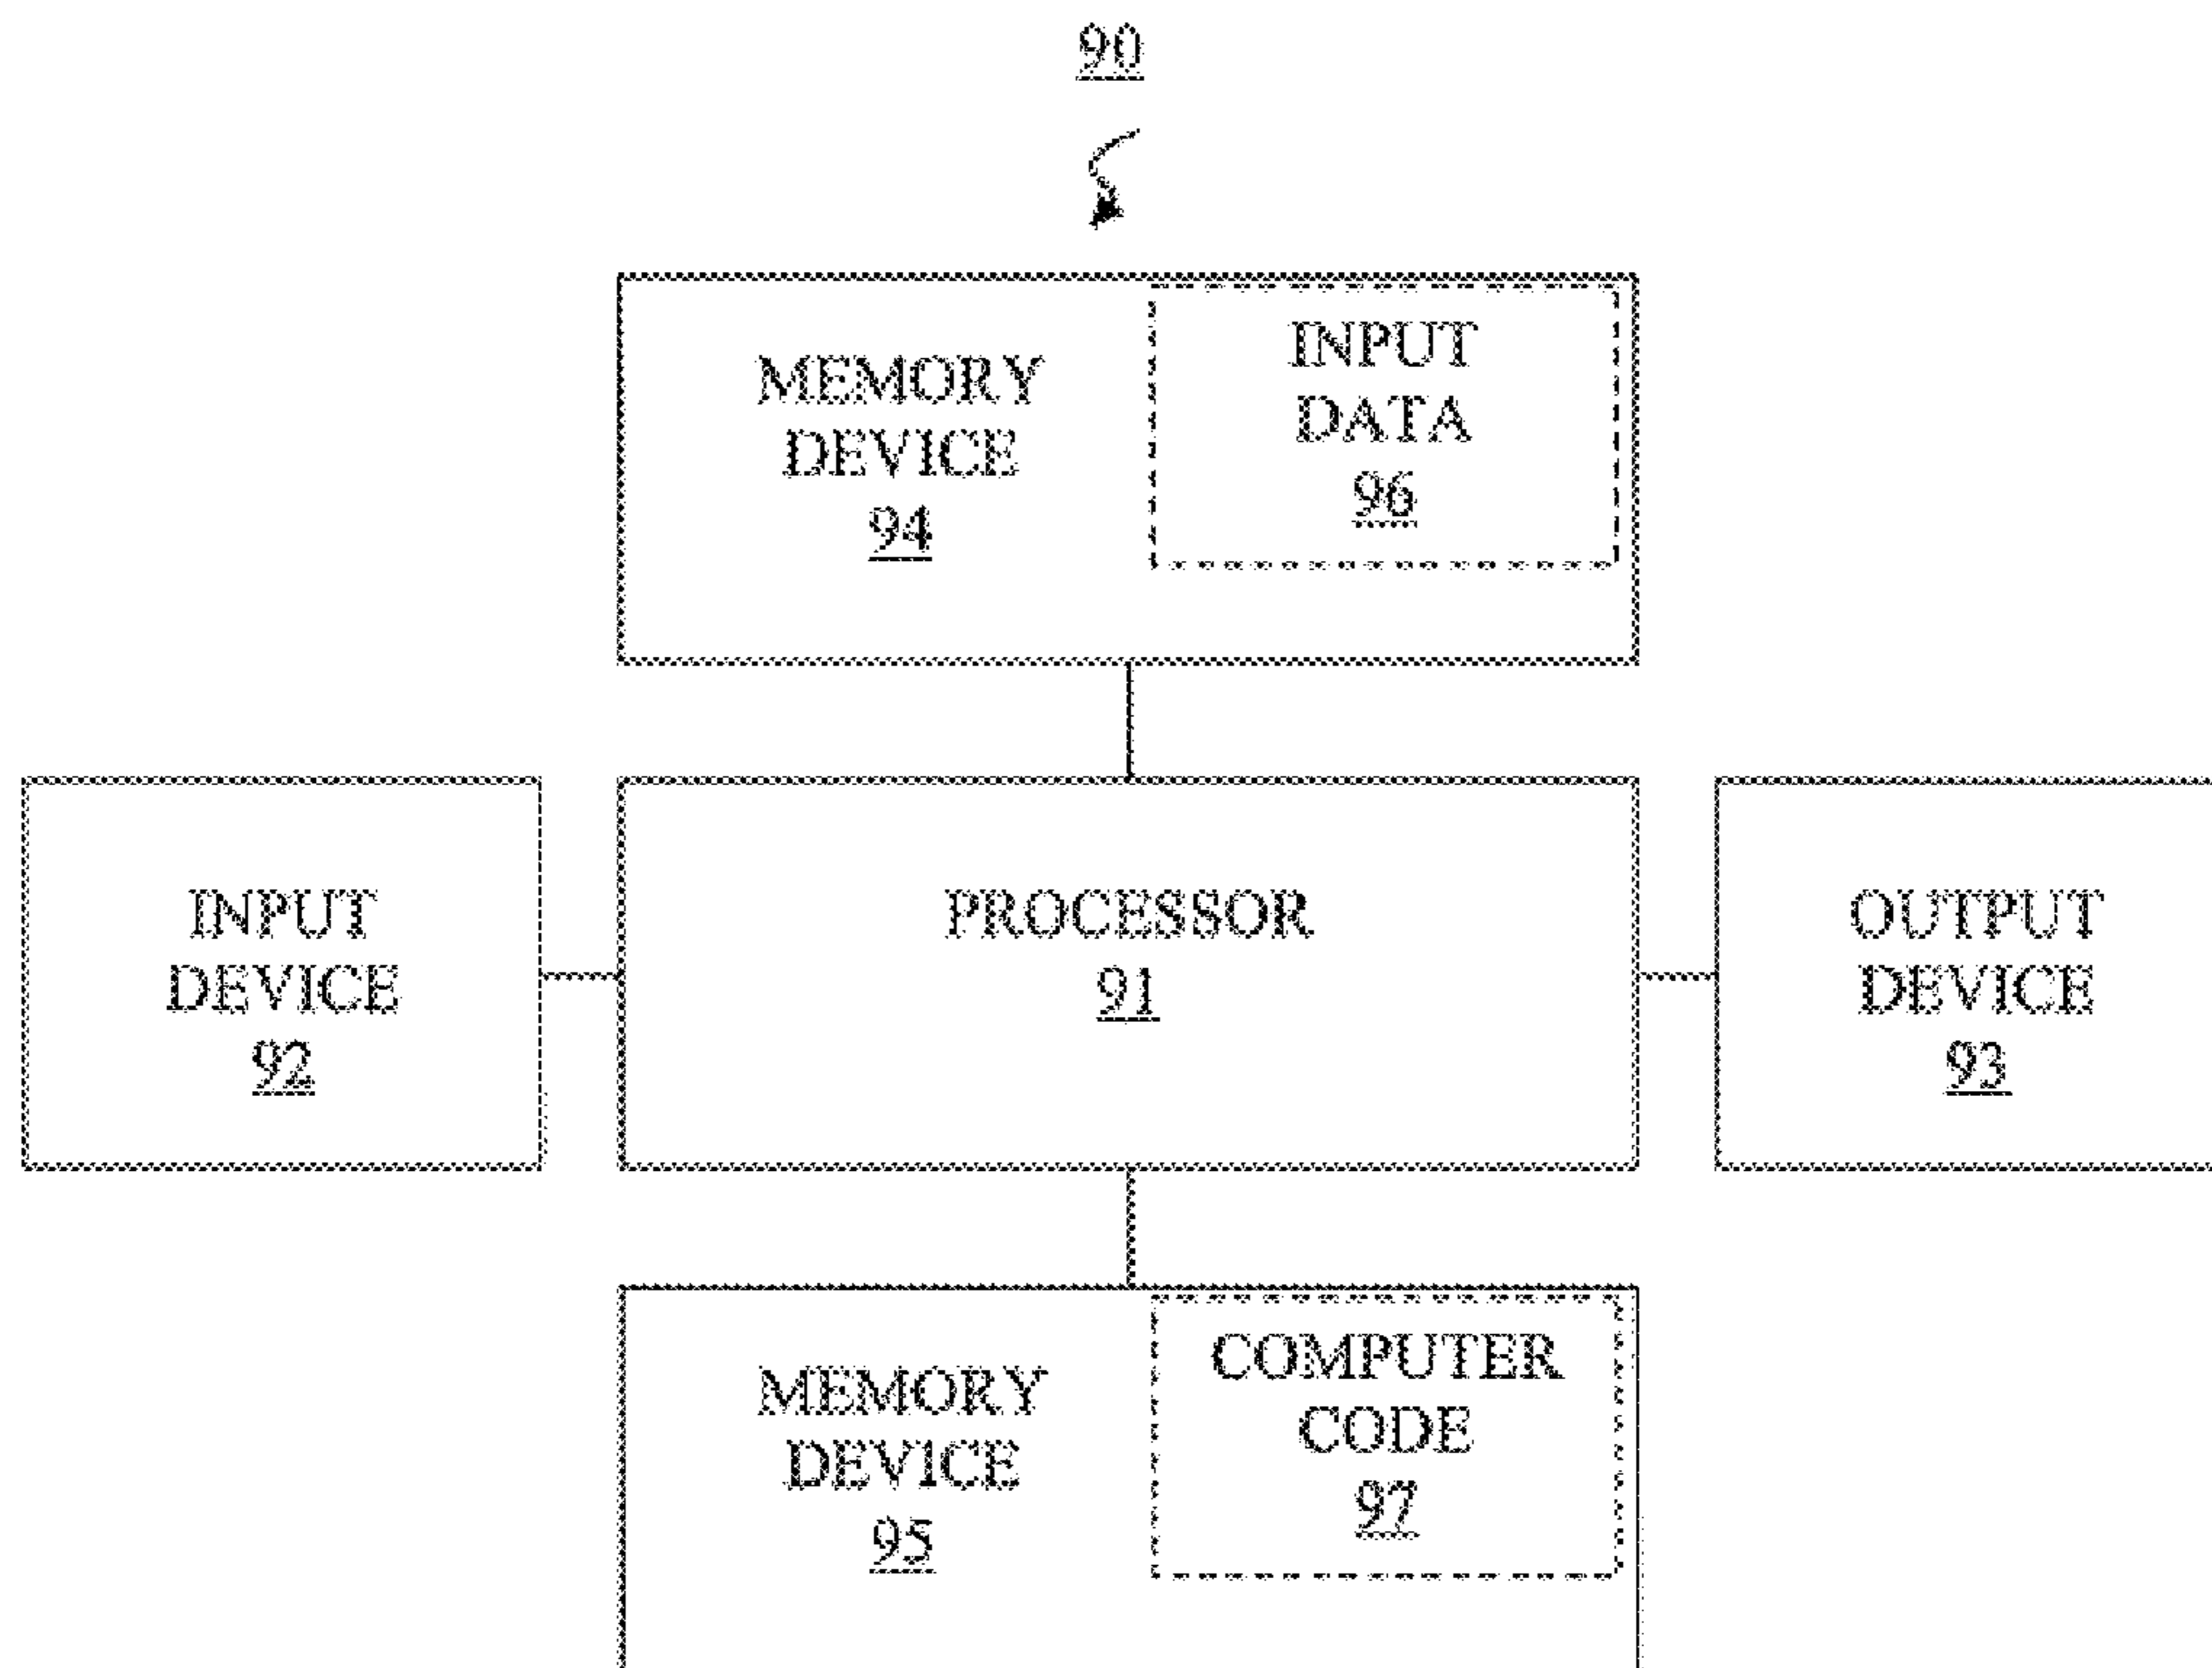 90
MEMORY
DEVICE
94
INPUT
DATA
96
INPUT
DEVICE
92
PROCESSOR
91
OUTPUT
DEVICE
93
MEMORY
DEVICE
95
COMPUTER
CODE
97